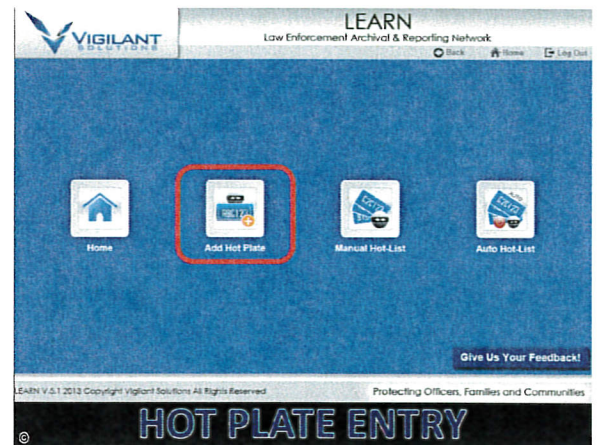 VIGILANT
SOLUTIONS
LEARN
Law Enforcement Archival & Reporting Network
Back Home Log Out
ABC123
Home
Add Hot Plate
Manual Hot-List
AUTO
Auto Hot-List
Give Us Your Feedback!
LEARN V.5.1 2013 Copyright Vigilant Solutions All Rights Reserved
Protecting Officers, Families and Communities
©
HOT PLATE ENTRY